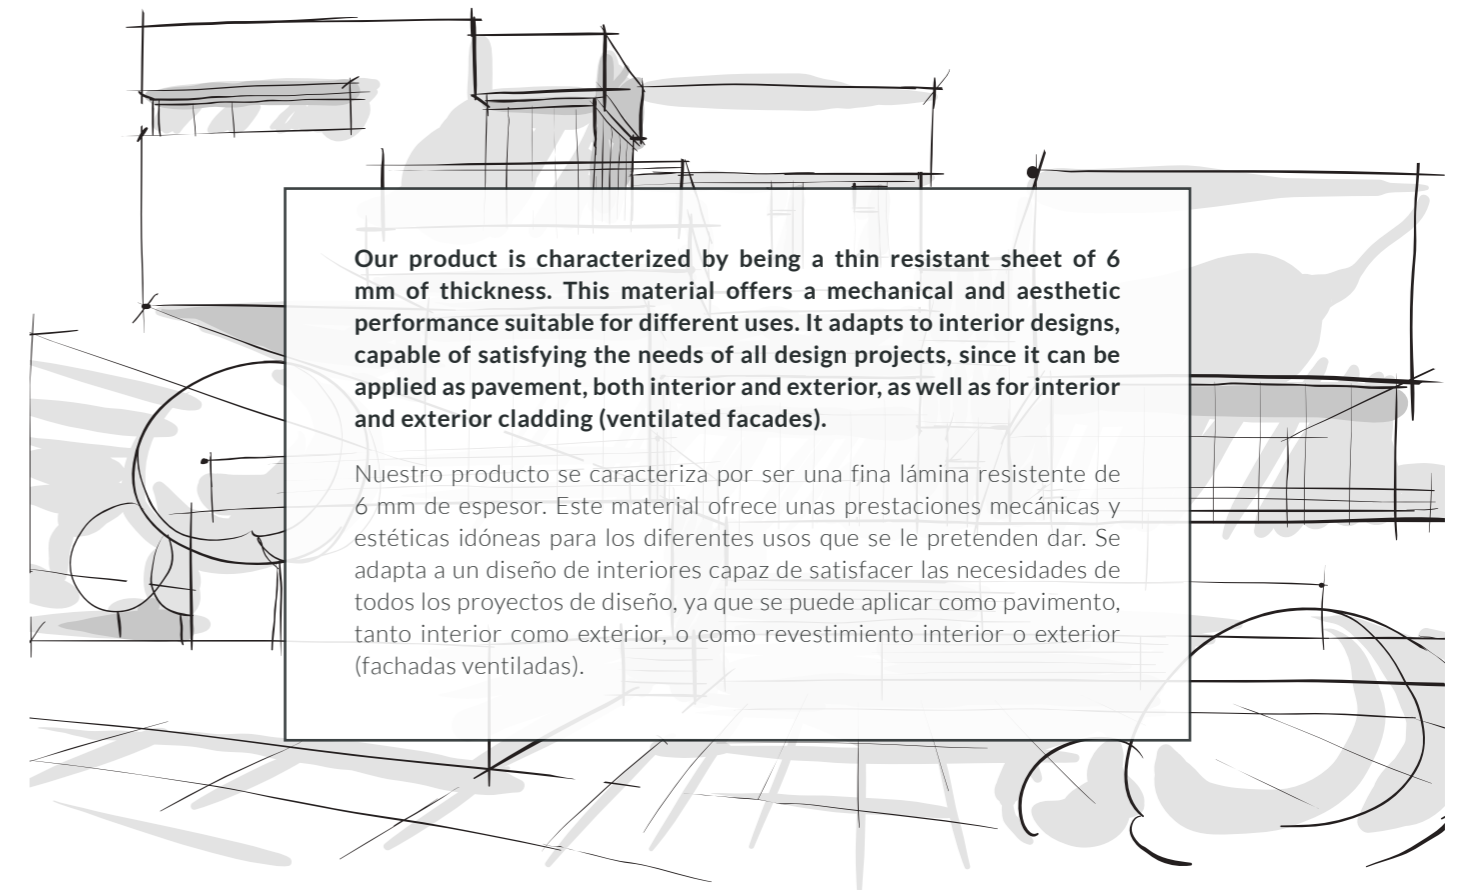 Our product is characterized by being a thin resistant sheet of 6
mm of thickness. This material offers a mechanical and aesthetic
performance suitable for different uses. It adapts to interior designs,
capable of satisfying the needs of all design projects, since it can be
applied as pavement, both interior and exterior, as well as for interior
and exterior cladding (ventilated facades).
Nuestro producto se caracteriza por ser una fina lámina resistente de
6 mm de espesor. Este material ofrece unas prestaciones mecánicas y
estéticas idóneas para los diferentes usos que se le pretenden dar. Se
adapta a un diseño de interiores capaz de satisfacer las necesidades de
todos los proyectos de diseño, ya que se puede aplicar como pavimento,
tanto interior como exterior, o como revestimiento interior o exterior
(fachadas ventiladas).